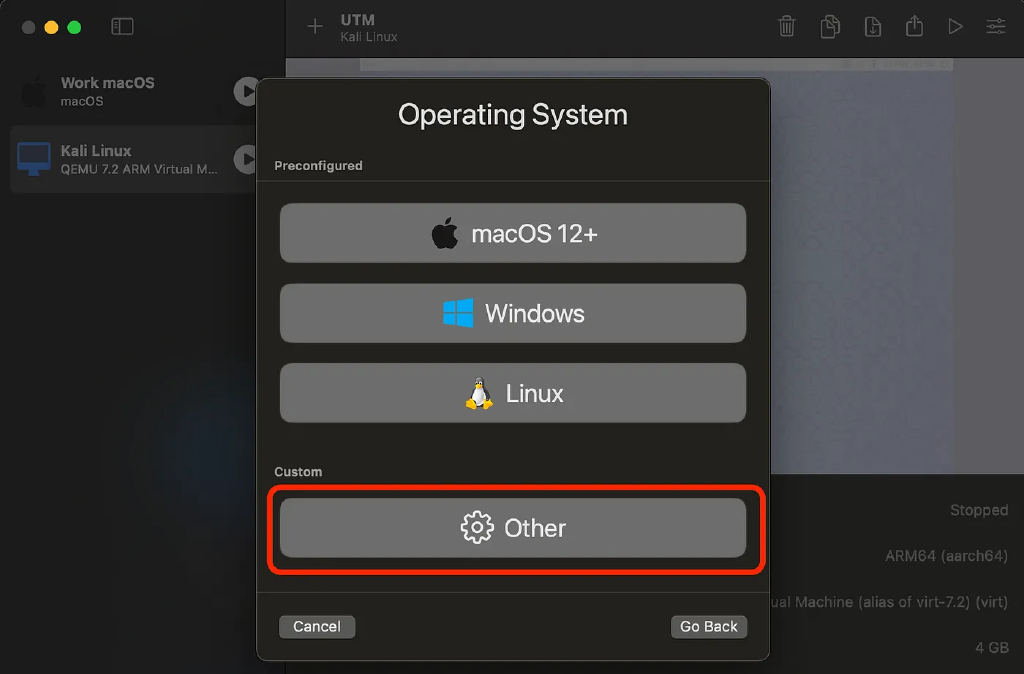 UTM
Kali Linux
Work macOS
macOS
Kali Linux
QEMU 7.2 ARM Virtual M...
Operating System
Preconfigured
macOS 12+
Windows
Linux
Custom
Other
Cancel
Go Back
Stopped
ARM64 (aarch64)
ual Machine (alias of virt-7.2) (virt)
4 GB